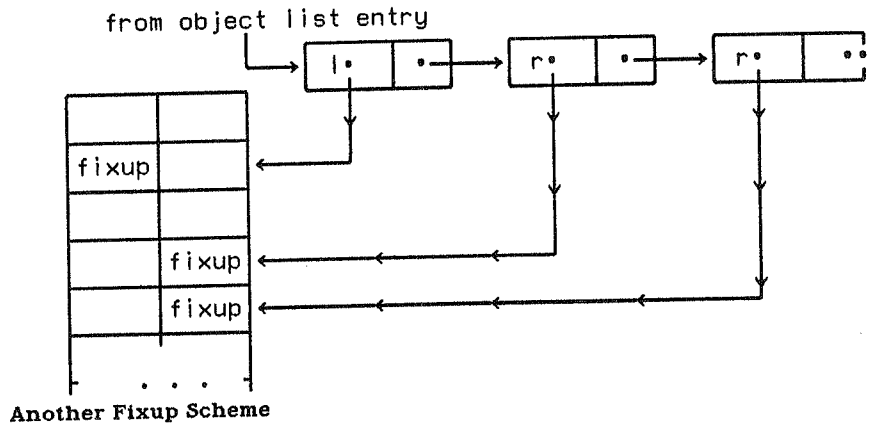 from object list entry
l
r
r
fixup
fixup
fixup
. . .
Another Fixup Scheme